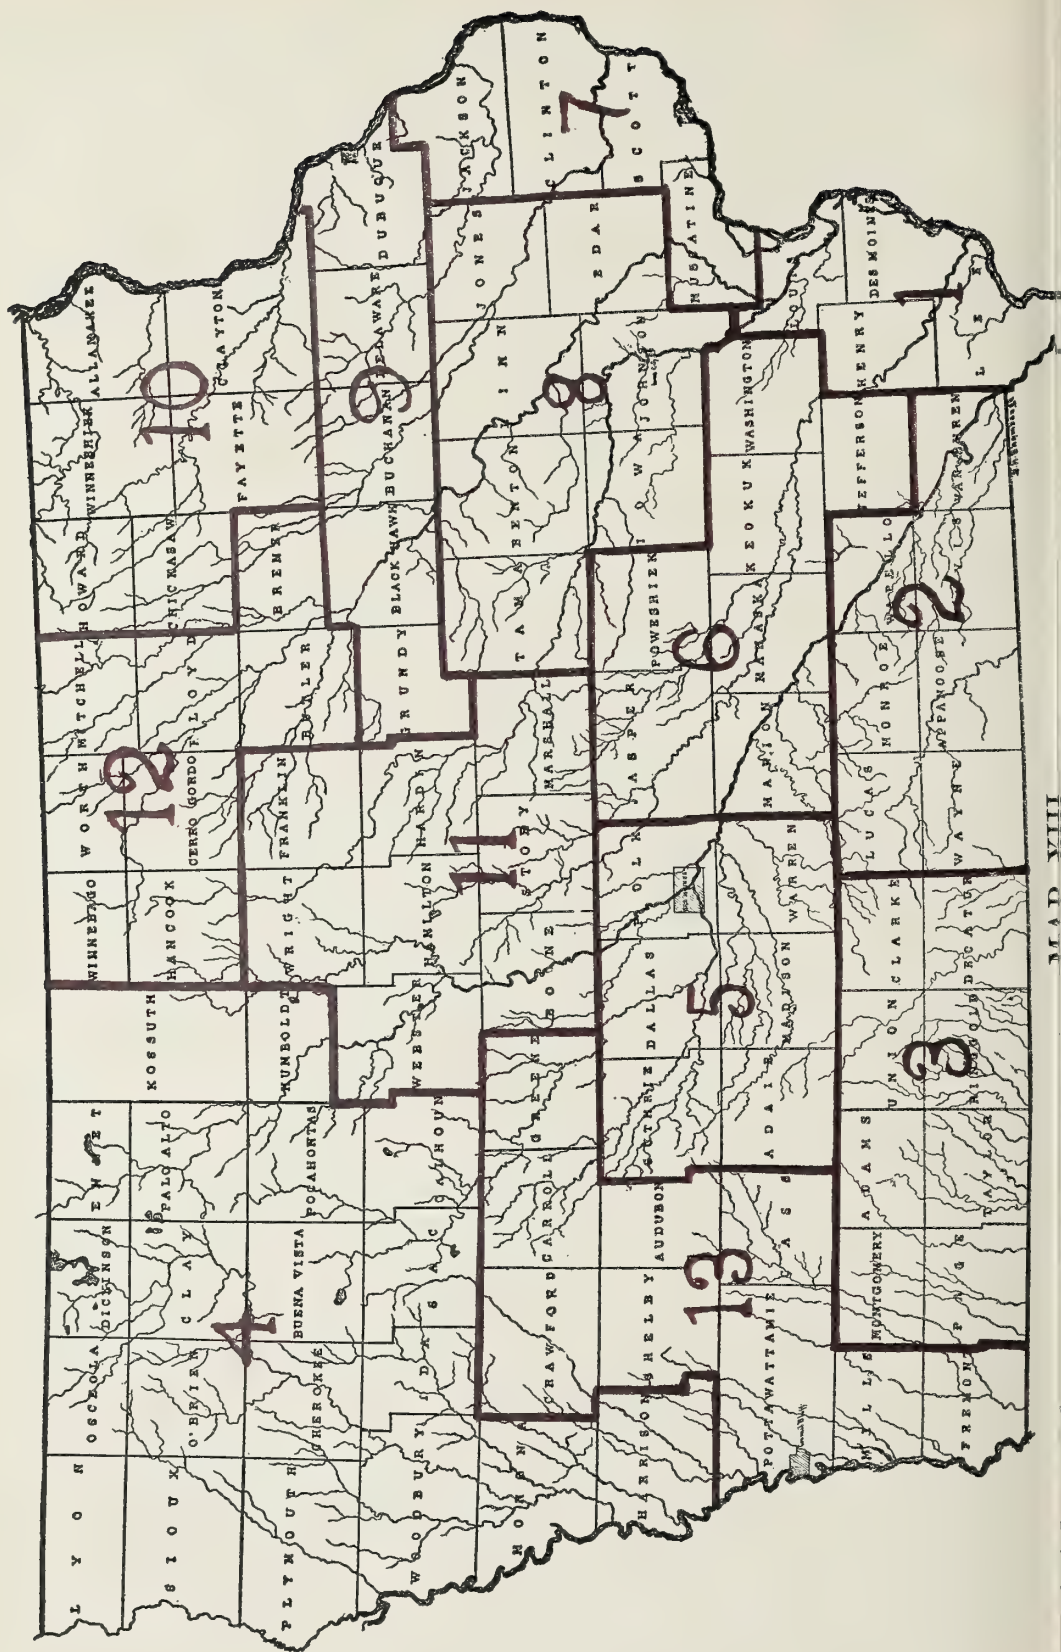 LYON
OSCEOLA
DICKINSON
EMMET
KOSSUTH
WINNEBAGO
WORTH
MITCHELL
HOWARD
WINNESHIEK
ALLAMAKEE
SIOUX
O'BRIEN
CLAY
PALO ALTO
HANCOCK
CERRO GORDO
FLOYD
CHICKASAW
FAYETTE
CLAYTON
12
10
PLYMOUTH
CHEROKEE
BUENA VISTA
POCAHONTAS
HUMBOLDT
WRIGHT
FRANKLIN
BUTLER
BREMER
4
WOODBURY
IDA
SAC
CALHOUN
WEBSTER
HAMILTON
HARDIN
GRUNDY
BLACK HAWK
BUCHANAN
DELAWARE
DUBUQUE
9
11
MONONA
CRAWFORD
CARROLL
GREENE
BOONE
STORY
MARSHALL
TAMA
BENTON
LINN
JONES
JACKSON
8
HARRISON
SHELBY
AUDUBON
GUTHRIE
DALLAS
POLK
JASPER
POWESHIEK
IOWA
JOHNSON
EDAR
CLINTON
SCOTT
7
13
5
6
POTTAWATTAMIE
CASS
ADAIR
MADISON
WARREN
MARION
MAHASKA
KEOKUK
WASHINGTON
MUSCATINE
LOUISA
MILLS
MONTGOMERY
ADAMS
UNION
CLARKE
LUCAS
MONROE
WAPELLO
JEFFERSON
HENRY
DES MOINES
3
2
1
FREMONT
PAGE
TAYLOR
RINGGOLD
DECATUR
WAYNE
APPANOOSE
DAVIS
VAN BUREN
LEE
MAP VIII